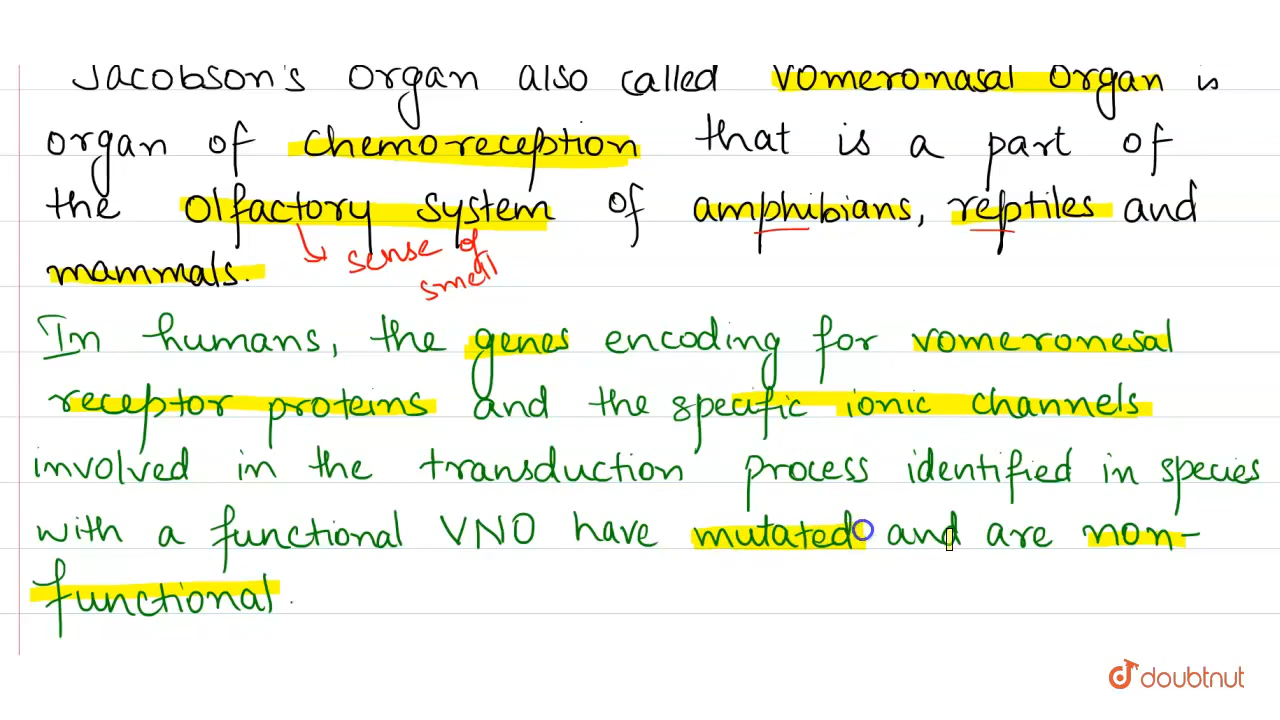 Jacobson's organ also called vomeronasal organ is
organ of chemoreception that is a part of
the olfactory system of amphibians, reptiles and
→ sense of
smell
mammals.
In humans, the genes encoding for vomeronesal
receptor proteins and the specific ionic channels
involved in the transduction process identified in species
with a functional VNO have mutated and are non-
functional.
doubtnut